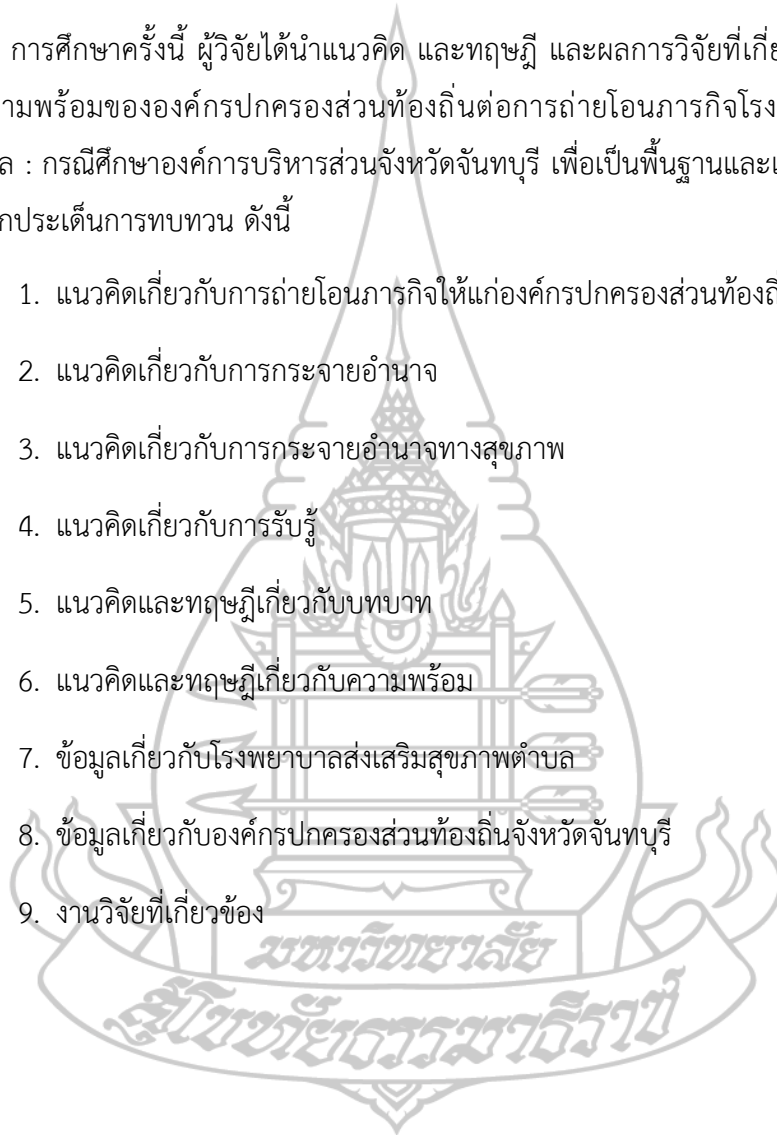 การศึกษาครั้งนี้ ผู้วิจัยได้นำแนวคิด และทฤษฎี และผลการวิจัยที่เกี่ย
ามพร้อมขององค์กรปกครองส่วนท้องถิ่นต่อการถ่ายโอนภารกิจโรง
ล : กรณีศึกษาองค์การบริหารส่วนจังหวัดจันทบุรี เพื่อเป็นพื้นฐานและแ
กประเด็นการทบทวน ดังนี้
1. แนวคิดเกี่ยวกับการถ่ายโอนภารกิจให้แก่องค์กรปกครองส่วนท้องถิ่
2. แนวคิดเกี่ยวกับการกระจายอำนาจ
3. แนวคิดเกี่ยวกับการกระจายอำนาจทางสุขภาพ
4. แนวคิดเกี่ยวกับการรับรู้
5. แนวคิดและทฤษฎีเกี่ยวกับบทบาท
6. แนวคิดและทฤษฎีเกี่ยวกับความพร้อม
7. ข้อมูลเกี่ยวกับโรงพยาบาลส่งเสริมสุขภาพตำบล
8. ข้อมูลเกี่ยวกับองค์กรปกครองส่วนท้องถิ่นจังหวัดจันทบุรี
9. งานวิจัยที่เกี่ยวข้อง
มหาวิทยาลัย
สุโขทัยธรรมาธิราช